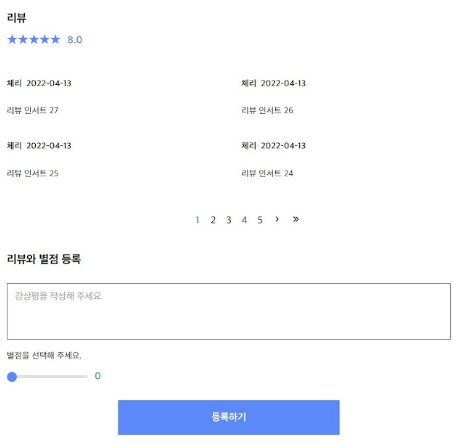 리뷰
★★★★★ 8.0
체리 2022-04-13
리뷰 인서트 27
체리 2022-04-13
리뷰 인서트 26
체리 2022-04-13
리뷰 인서트 25
체리 2022-04-13
리뷰 인서트 24
1 2 3 4 5 › »
리뷰와 별점 등록
감상평을 작성해 주세요.
별점을 선택해 주세요.
0
등록하기